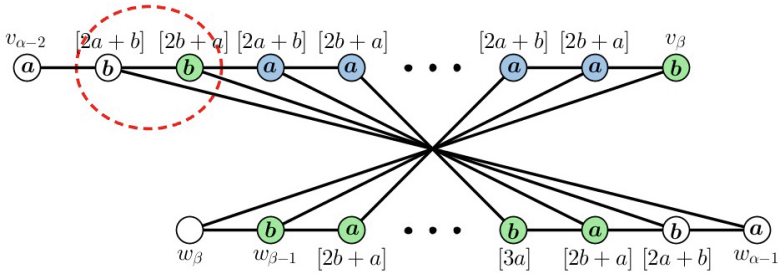 v_{α−2} [2a + b] [2b + a] [2a + b] [2b + a] [2a + b] [2b + a] v_β
a b b a a • • • a a b
b a • • • b a b a
w_β w_{β−1} [2b + a] [3a] [2b + a] [2a + b] w_{α−1}